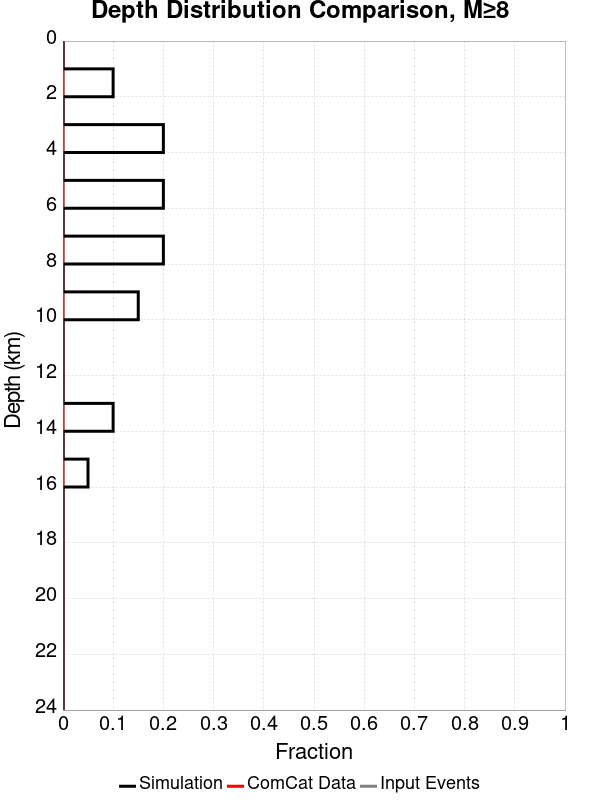 Depth Distribution Comparison, M≥8
0
2
4
6
8
10
12
14
16
18
20
22
24
Depth (km)
0 0.1 0.2 0.3 0.4 0.5 0.6 0.7 0.8 0.9 1
Fraction
Simulation ComCat Data Input Events